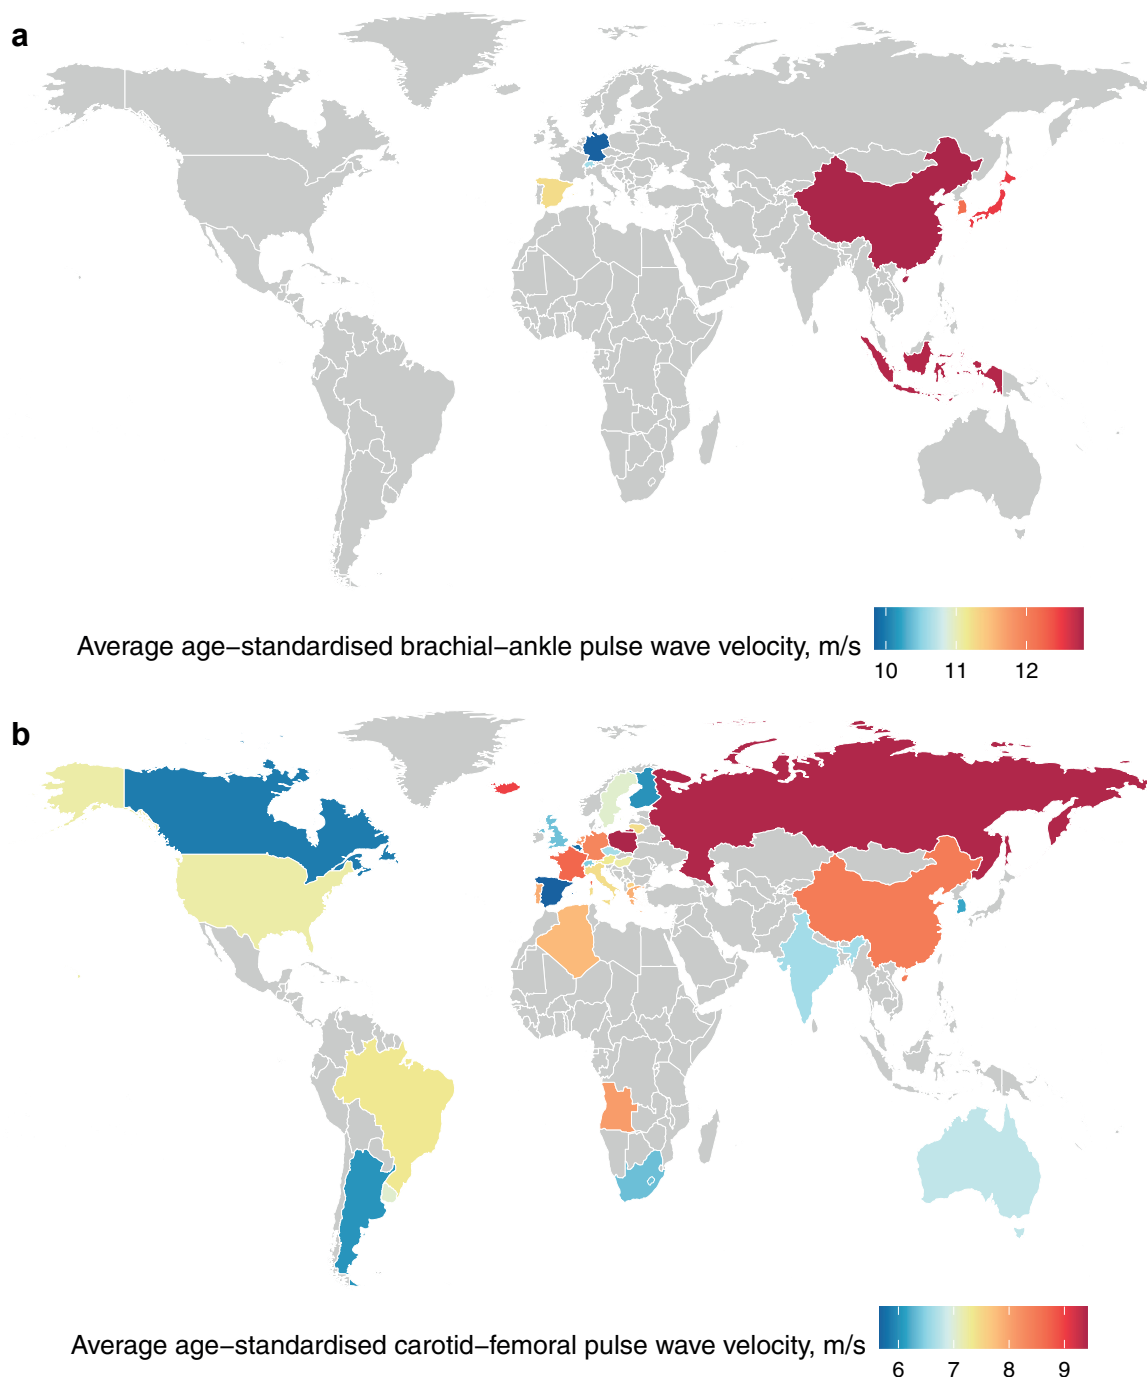 a
Average age−standardised brachial−ankle pulse wave velocity, m/s
10 11 12
b
Average age−standardised carotid−femoral pulse wave velocity, m/s
6 7 8 9